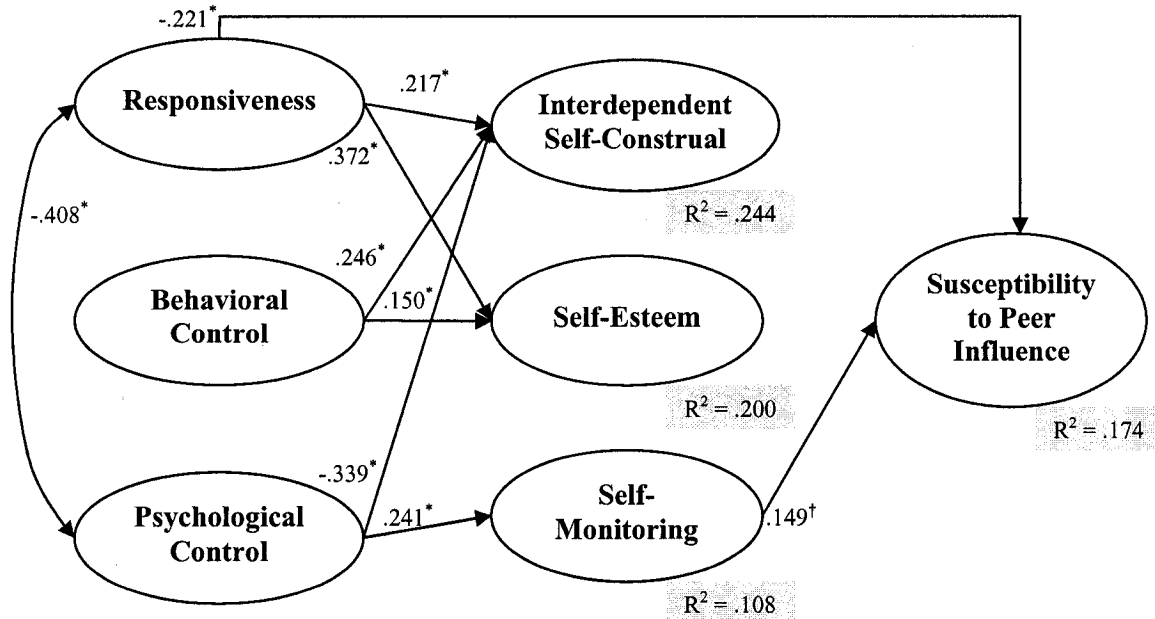 -.221*
Responsiveness
.217*
Interdependent
Self-Construal
.372*
R² = .244
-.408*
.246*
Behavioral
Control
.150*
Self-Esteem
Susceptibility
to Peer
Influence
R² = .200
R² = .174
-.339*
Psychological
Control
.241*
Self-
Monitoring
.149†
R² = .108